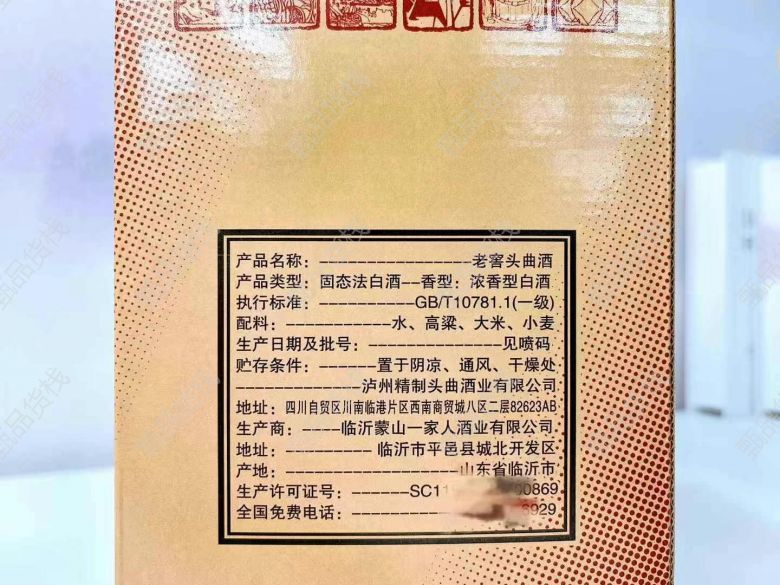 产品名称：------------------老窖头曲酒
产品类型：固态法白酒--香型：浓香型白酒
执行标准：------------GB/T10781.1(一级)
配料：------------水、高粱、大米、小麦
生产日期及批号：----------------见喷码
贮存条件：---------置于阴凉、通风、干燥处
--------------泸州精制头曲酒业有限公司
地址：四川自贸区川南临港片区西南商贸城八区二层82623AB
生产商：----临沂蒙山一家人酒业有限公司
地址：----------临沂市平邑县城北开发区
产地：------------------山东省临沂市
生产许可证号：------SC11 00869
全国免费电话：--------- 6929